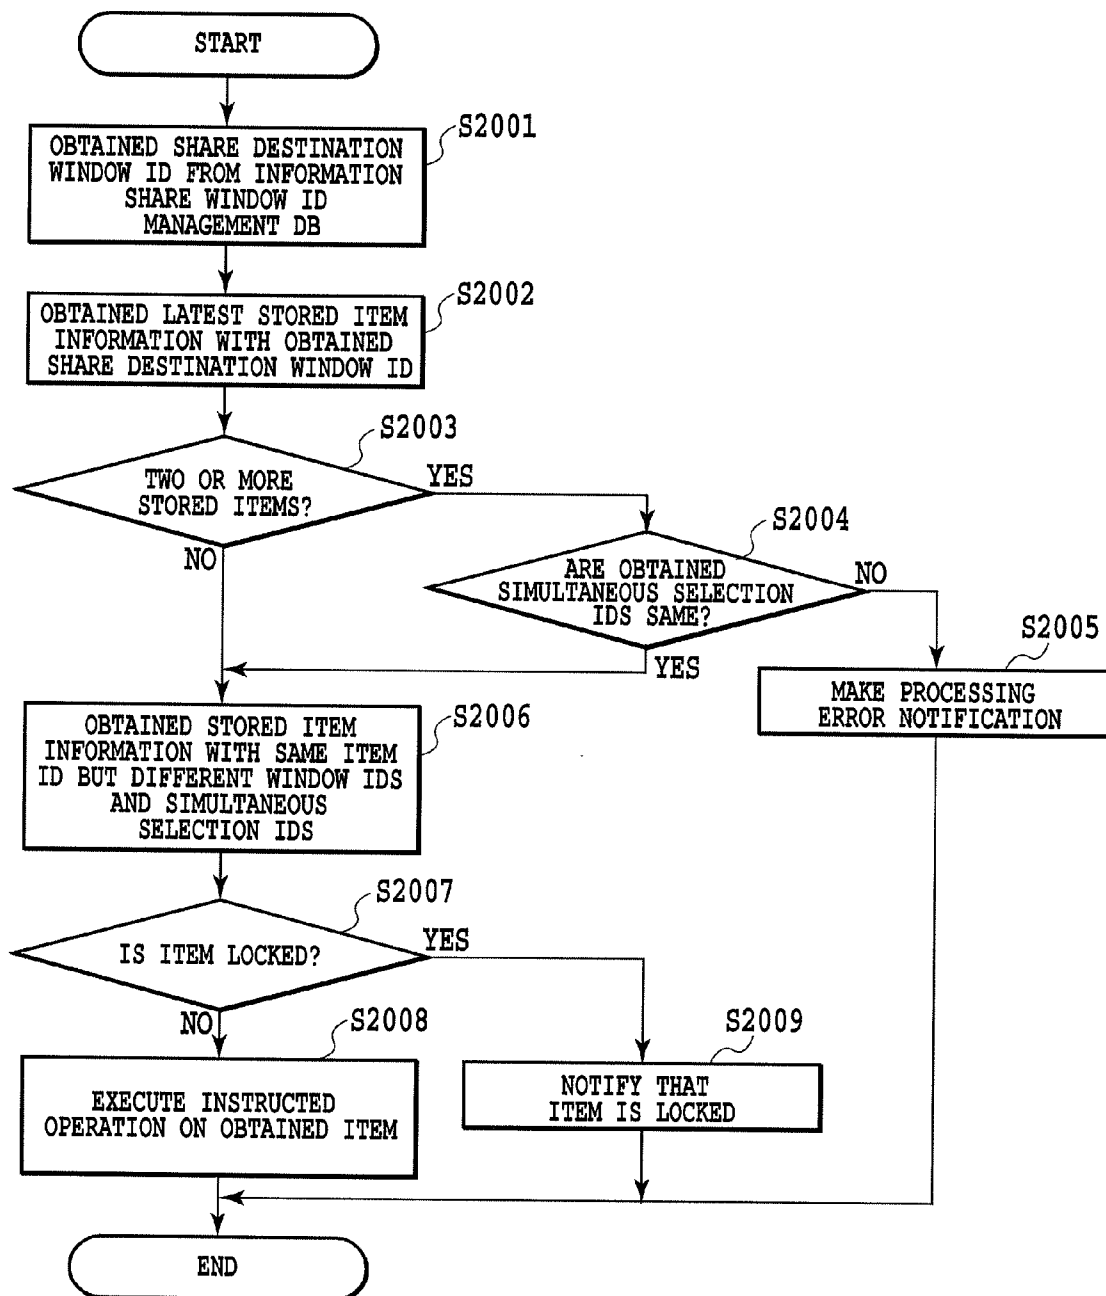 START
S2001
OBTAINED SHARE DESTINATION
WINDOW ID FROM INFORMATION
SHARE WINDOW ID
MANAGEMENT DB
S2002
OBTAINED LATEST STORED ITEM
INFORMATION WITH OBTAINED
SHARE DESTINATION WINDOW ID
S2003
TWO OR MORE
STORED ITEMS?
YES
NO
S2004
ARE OBTAINED
SIMULTANEOUS SELECTION
IDS SAME?
NO
YES
S2005
MAKE PROCESSING
ERROR NOTIFICATION
S2006
OBTAINED STORED ITEM
INFORMATION WITH SAME ITEM
ID BUT DIFFERENT WINDOW IDS
AND SIMULTANEOUS
SELECTION IDS
S2007
IS ITEM LOCKED?
YES
NO
S2008
EXECUTE INSTRUCTED
OPERATION ON OBTAINED ITEM
S2009
NOTIFY THAT
ITEM IS LOCKED
END